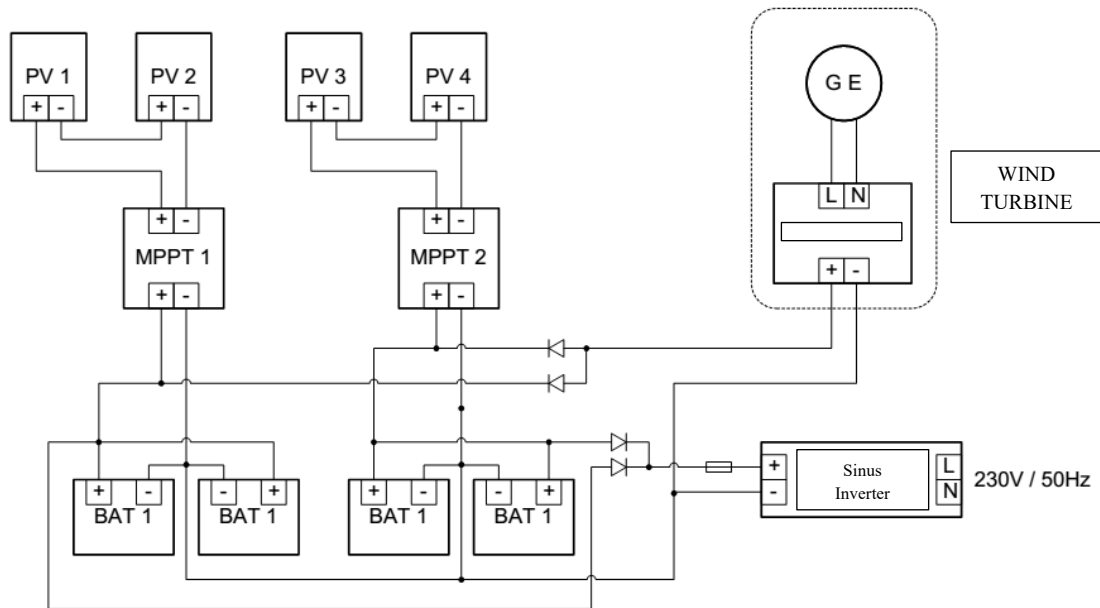 PV 1
+ -
PV 2
+ -
PV 3
+ -
PV 4
+ -
G E
L N
+ -
WIND
TURBINE
+ -
MPPT 1
+ -
+ -
MPPT 2
+ -
+ -
BAT 1
- +
BAT 1
+ -
BAT 1
- +
BAT 1
+
-
Sinus
Inverter
L
N
230V / 50Hz